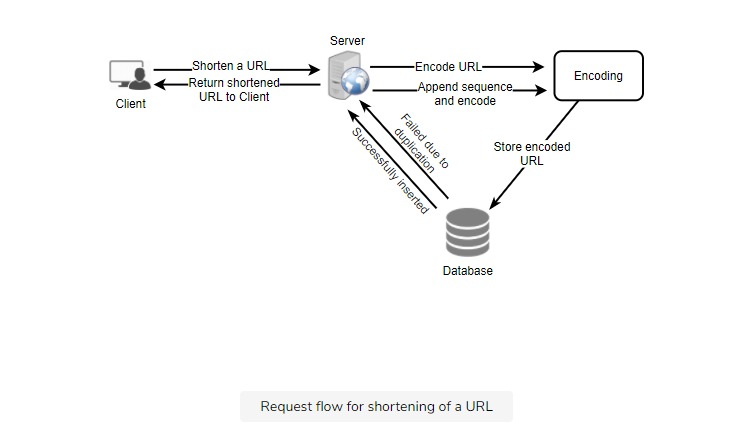 Server
Shorten a URL
Return shortened
URL to Client
Client
Encode URL
Append sequence
and encode
Encoding
Failed due to
duplication
Successfully inserted
Store encoded
URL
Database
Request flow for shortening of a URL